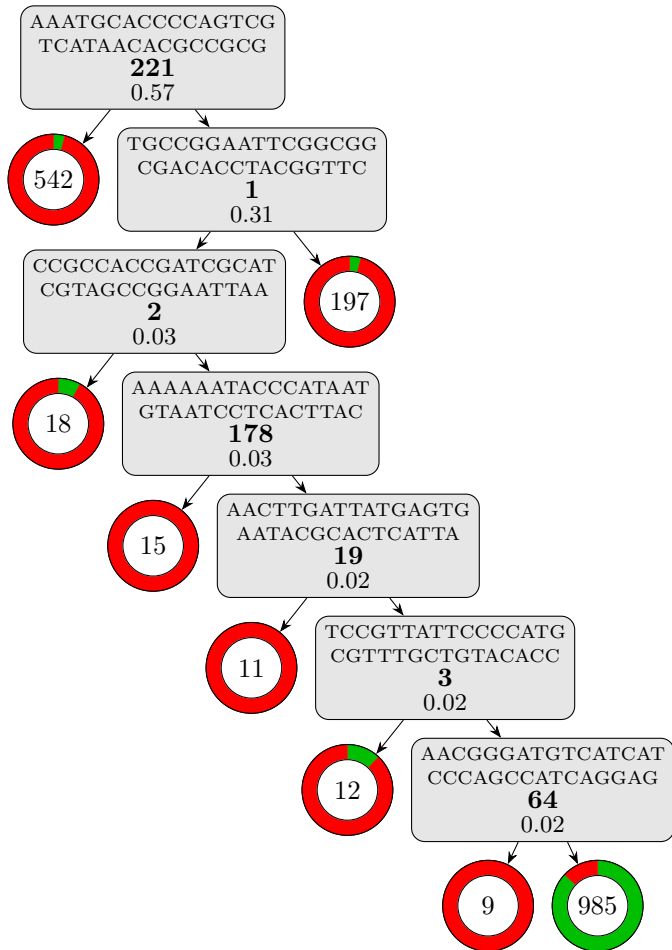 AAATGCACCCCAGTCG
TCATAACACGCCGCG
221
0.57
542
TGCCGGAATTCGGCGG
CGACACCTACGGTTC
1
0.31
CCGCCACCGATCGCAT
CGTAGCCGGAATTAA
2
0.03
197
18
AAAAAATACCCATAAT
GTAATCCTCACTTAC
178
0.03
15
AACTTGATTATGAGTG
AATACGCACTCATTA
19
0.02
11
TCCGTTATTCCCCATG
CGTTTGCTGTACACC
3
0.02
12
AACGGGATGTCATCAT
CCCAGCCATCAGGAG
64
0.02
9
985